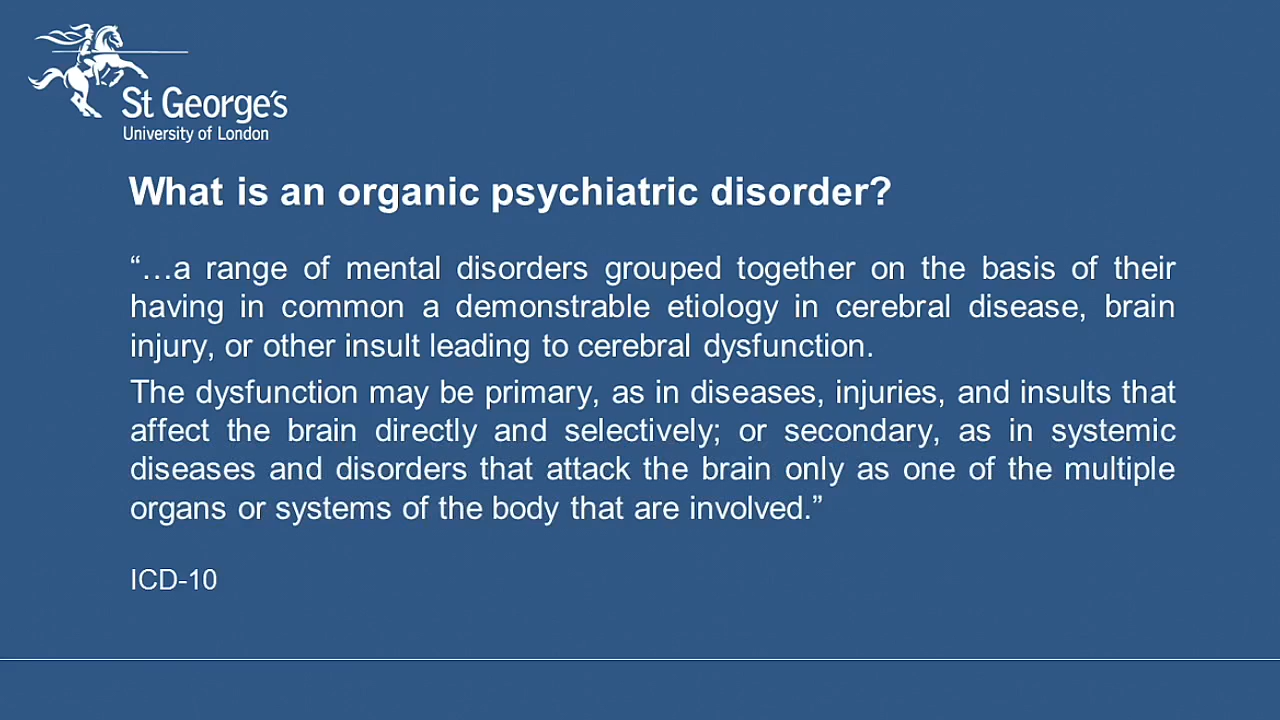 St George's
University of London
What is an organic psychiatric disorder?
“…a range of mental disorders grouped together on the basis of their
having in common a demonstrable etiology in cerebral disease, brain
injury, or other insult leading to cerebral dysfunction.
The dysfunction may be primary, as in diseases, injuries, and insults that
affect the brain directly and selectively; or secondary, as in systemic
diseases and disorders that attack the brain only as one of the multiple
organs or systems of the body that are involved.”
ICD-10